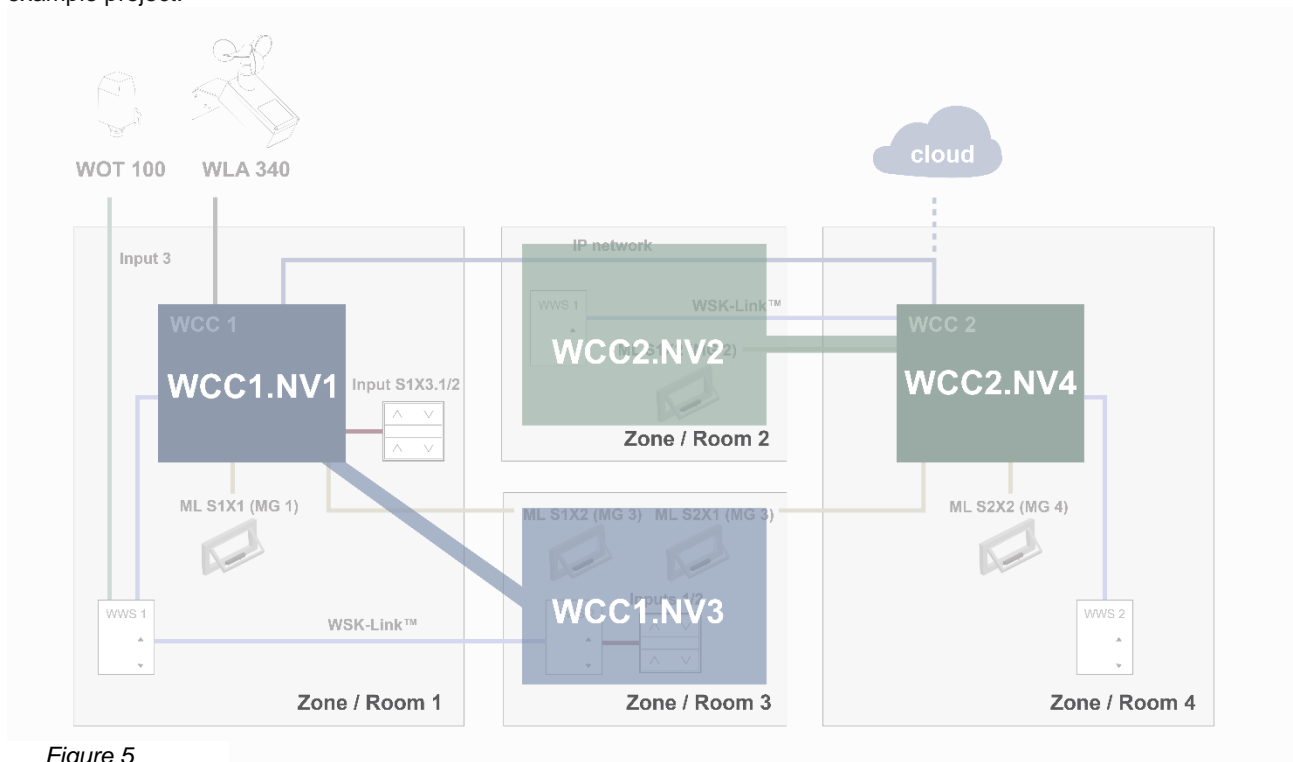 example project.
WOT 100
WLA 340
cloud
Input 3
IP network
WCC 1
WCC1.NV1
Input S1X3.1/2
WWS 1
WSK-Link™
WCC2.NV2
Zone / Room 2
WCC 2
WCC2.NV4
ML S1X1 (MG 1)
ML S1X2 (MG 3)
ML S2X1 (MG 3)
ML S2X2 (MG 4)
WWS 1
WSK-Link™
WCC1.NV3
Inputs 1/2
WWS 2
Zone / Room 1
Zone / Room 3
Zone / Room 4
Figure 5